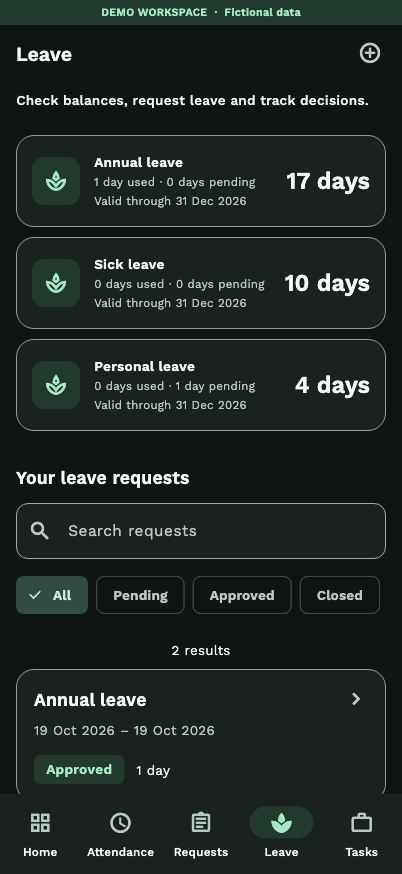 DEMO WORKSPACE · Fictional data
Leave
Check balances, request leave and track decisions.
Annual leave
1 day used · 0 days pending
Valid through 31 Dec 2026
17 days
Sick leave
0 days used · 0 days pending
Valid through 31 Dec 2026
10 days
Personal leave
0 days used · 1 day pending
Valid through 31 Dec 2026
4 days
Your leave requests
Search requests
All
Pending
Approved
Closed
2 results
Annual leave
19 Oct 2026 – 19 Oct 2026
Approved
1 day
Home
Attendance
Requests
Leave
Tasks